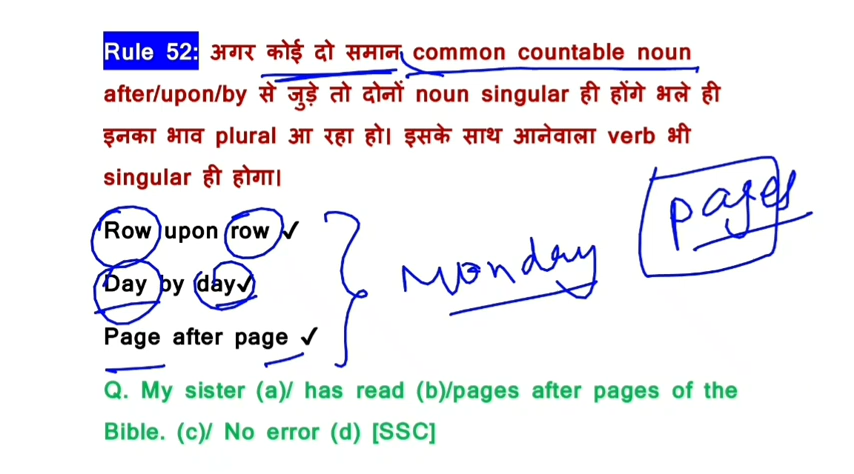 Rule 52: अगर कोई दो समान common countable noun
after/upon/by से जुड़े तो दोनों noun singular ही होंगे भले ही
इनका भाव plural आ रहा हो। इसके साथ आनेवाला verb भी
singular ही होगा।
pages
Row upon row ✓
Monday
Day by day✓
Page after page ✓
Q. My sister (a)/ has read (b)/pages after pages of the
Bible. (c)/ No error (d) [SSC]